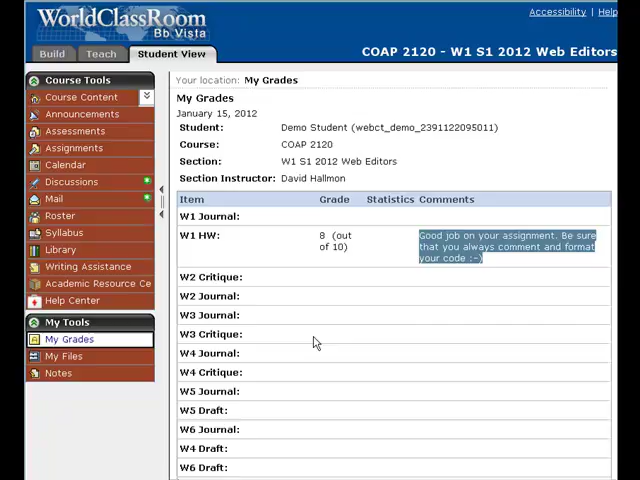 WorldClassRoom
Bb Vista
Accessibility | Help
Build Teach Student View
COAP 2120 - W1 S1 2012 Web Editors
Course Tools
Course Content
Announcements
Assessments
Assignments
Calendar
Discussions
Mail
Roster
Syllabus
Library
Writing Assistance
Academic Resource Ce
Help Center
My Tools
My Grades
My Files
Notes
Your location: My Grades
My Grades
January 15, 2012
Student: Demo Student (webct_demo_2391122095011)
Course: COAP 2120
Section: W1 S1 2012 Web Editors
Section Instructor: David Hallmon
Item Grade Statistics Comments
W1 Journal:
W1 HW: 8 (out of 10) Good job on your assignment. Be sure
that you always comment and format
your code :-)
W2 Critique:
W2 Journal:
W3 Journal:
W3 Critique:
W4 Journal:
W4 Critique:
W5 Journal:
W5 Draft:
W6 Journal:
W4 Draft:
W6 Draft: